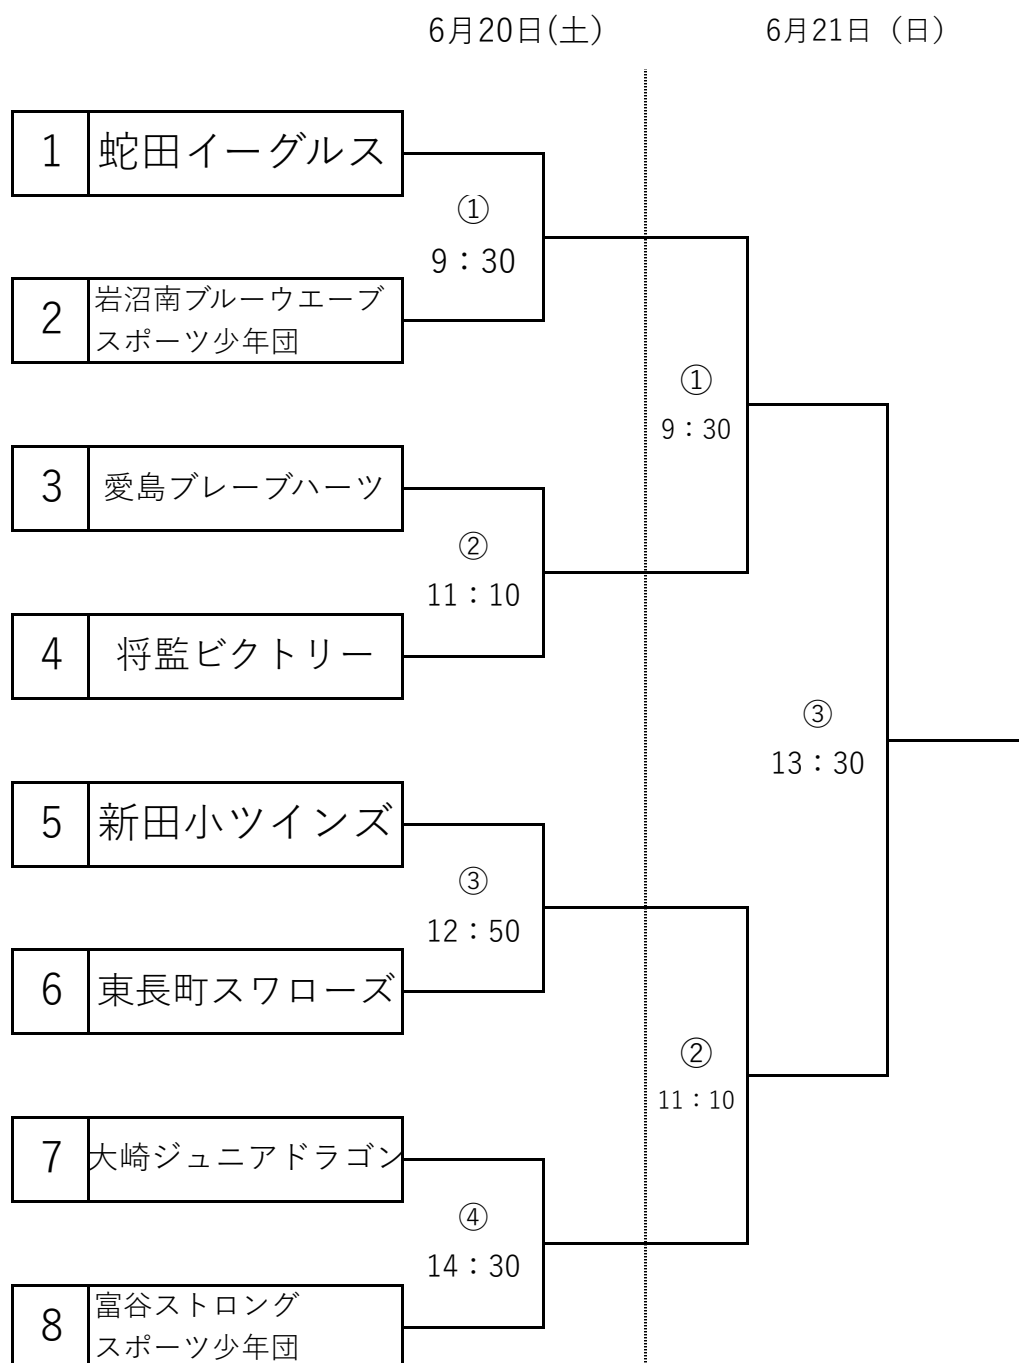 6月20日(土)
6月21日（日）
1 蛇田イーグルス
①
9：30
2 岩沼南ブルーウエーブ
スポーツ少年団
①
9：30
3 愛島ブレーブハーツ
②
11：10
4 将監ビクトリー
③
13：30
5 新田小ツインズ
③
12：50
6 東長町スワローズ
②
11：10
7 大崎ジュニアドラゴン
④
14：30
8 富谷ストロング
スポーツ少年団